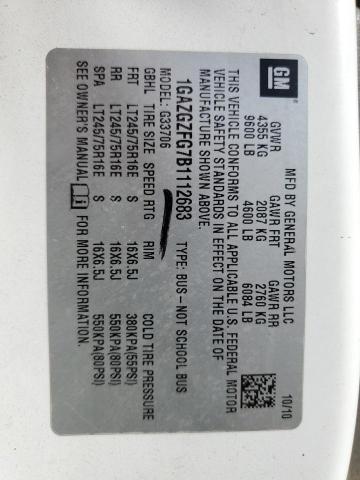 GM
MFD BY GENERAL MOTORS LLC 10/10
GVWR GAWR FRT GAWR RR
4355 KG 2087 KG 2760 KG
9600 LB 4600 LB 6084 LB
THIS VEHICLE CONFORMS TO ALL APPLICABLE U.S. FEDERAL MOTOR
VEHICLE SAFETY STANDARDS IN EFFECT ON THE DATE OF
MANUFACTURE SHOWN ABOVE.
1GAZGZFG7B1112683 TYPE: BUS-NOT SCHOOL BUS
MODEL: G33706
GBHL TIRE SIZE SPEED RTG RIM COLD TIRE PRESSURE
FRT LT245/75R16E S 16X6.5J 380KPA(55PSI)
RR LT245/75R16E S 16X6.5J 550KPA(80PSI)
SPA LT245/75R16E S 16X6.5J 550KPA(80PSI)
SEE OWNER'S MANUAL FOR MORE INFORMATION.